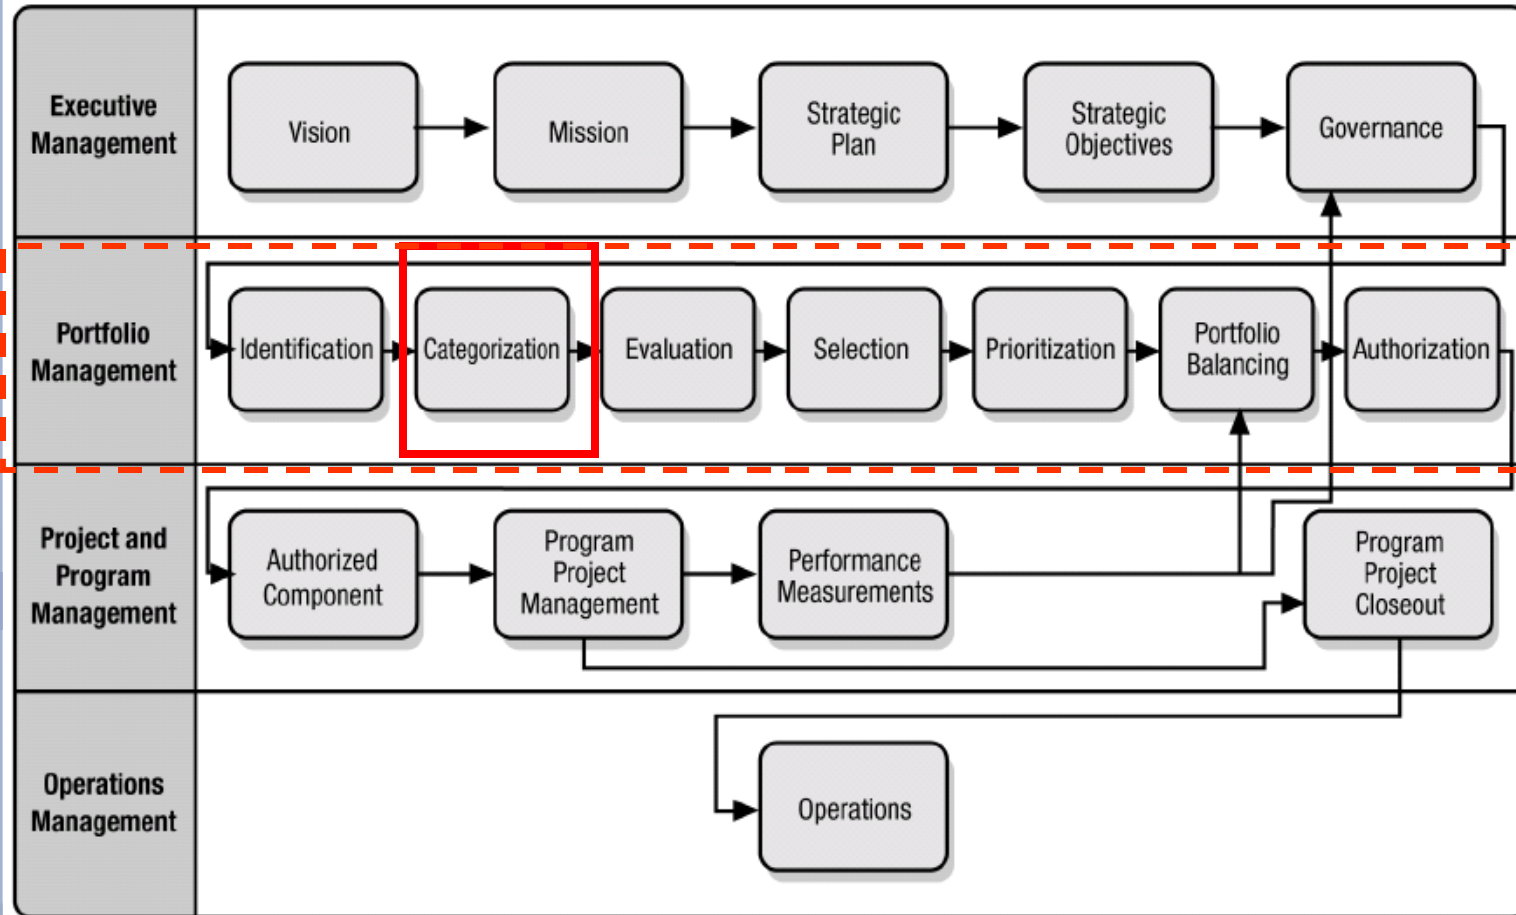 Executive
Management
Vision
Mission
Strategic
Plan
Strategic
Objectives
Governance
Portfolio
Management
Identification
Categorization
Evaluation
Selection
Prioritization
Portfolio
Balancing
Authorization
Project and
Program
Management
Authorized
Component
Program
Project
Management
Performance
Measurements
Program
Project
Closeout
Operations
Management
Operations